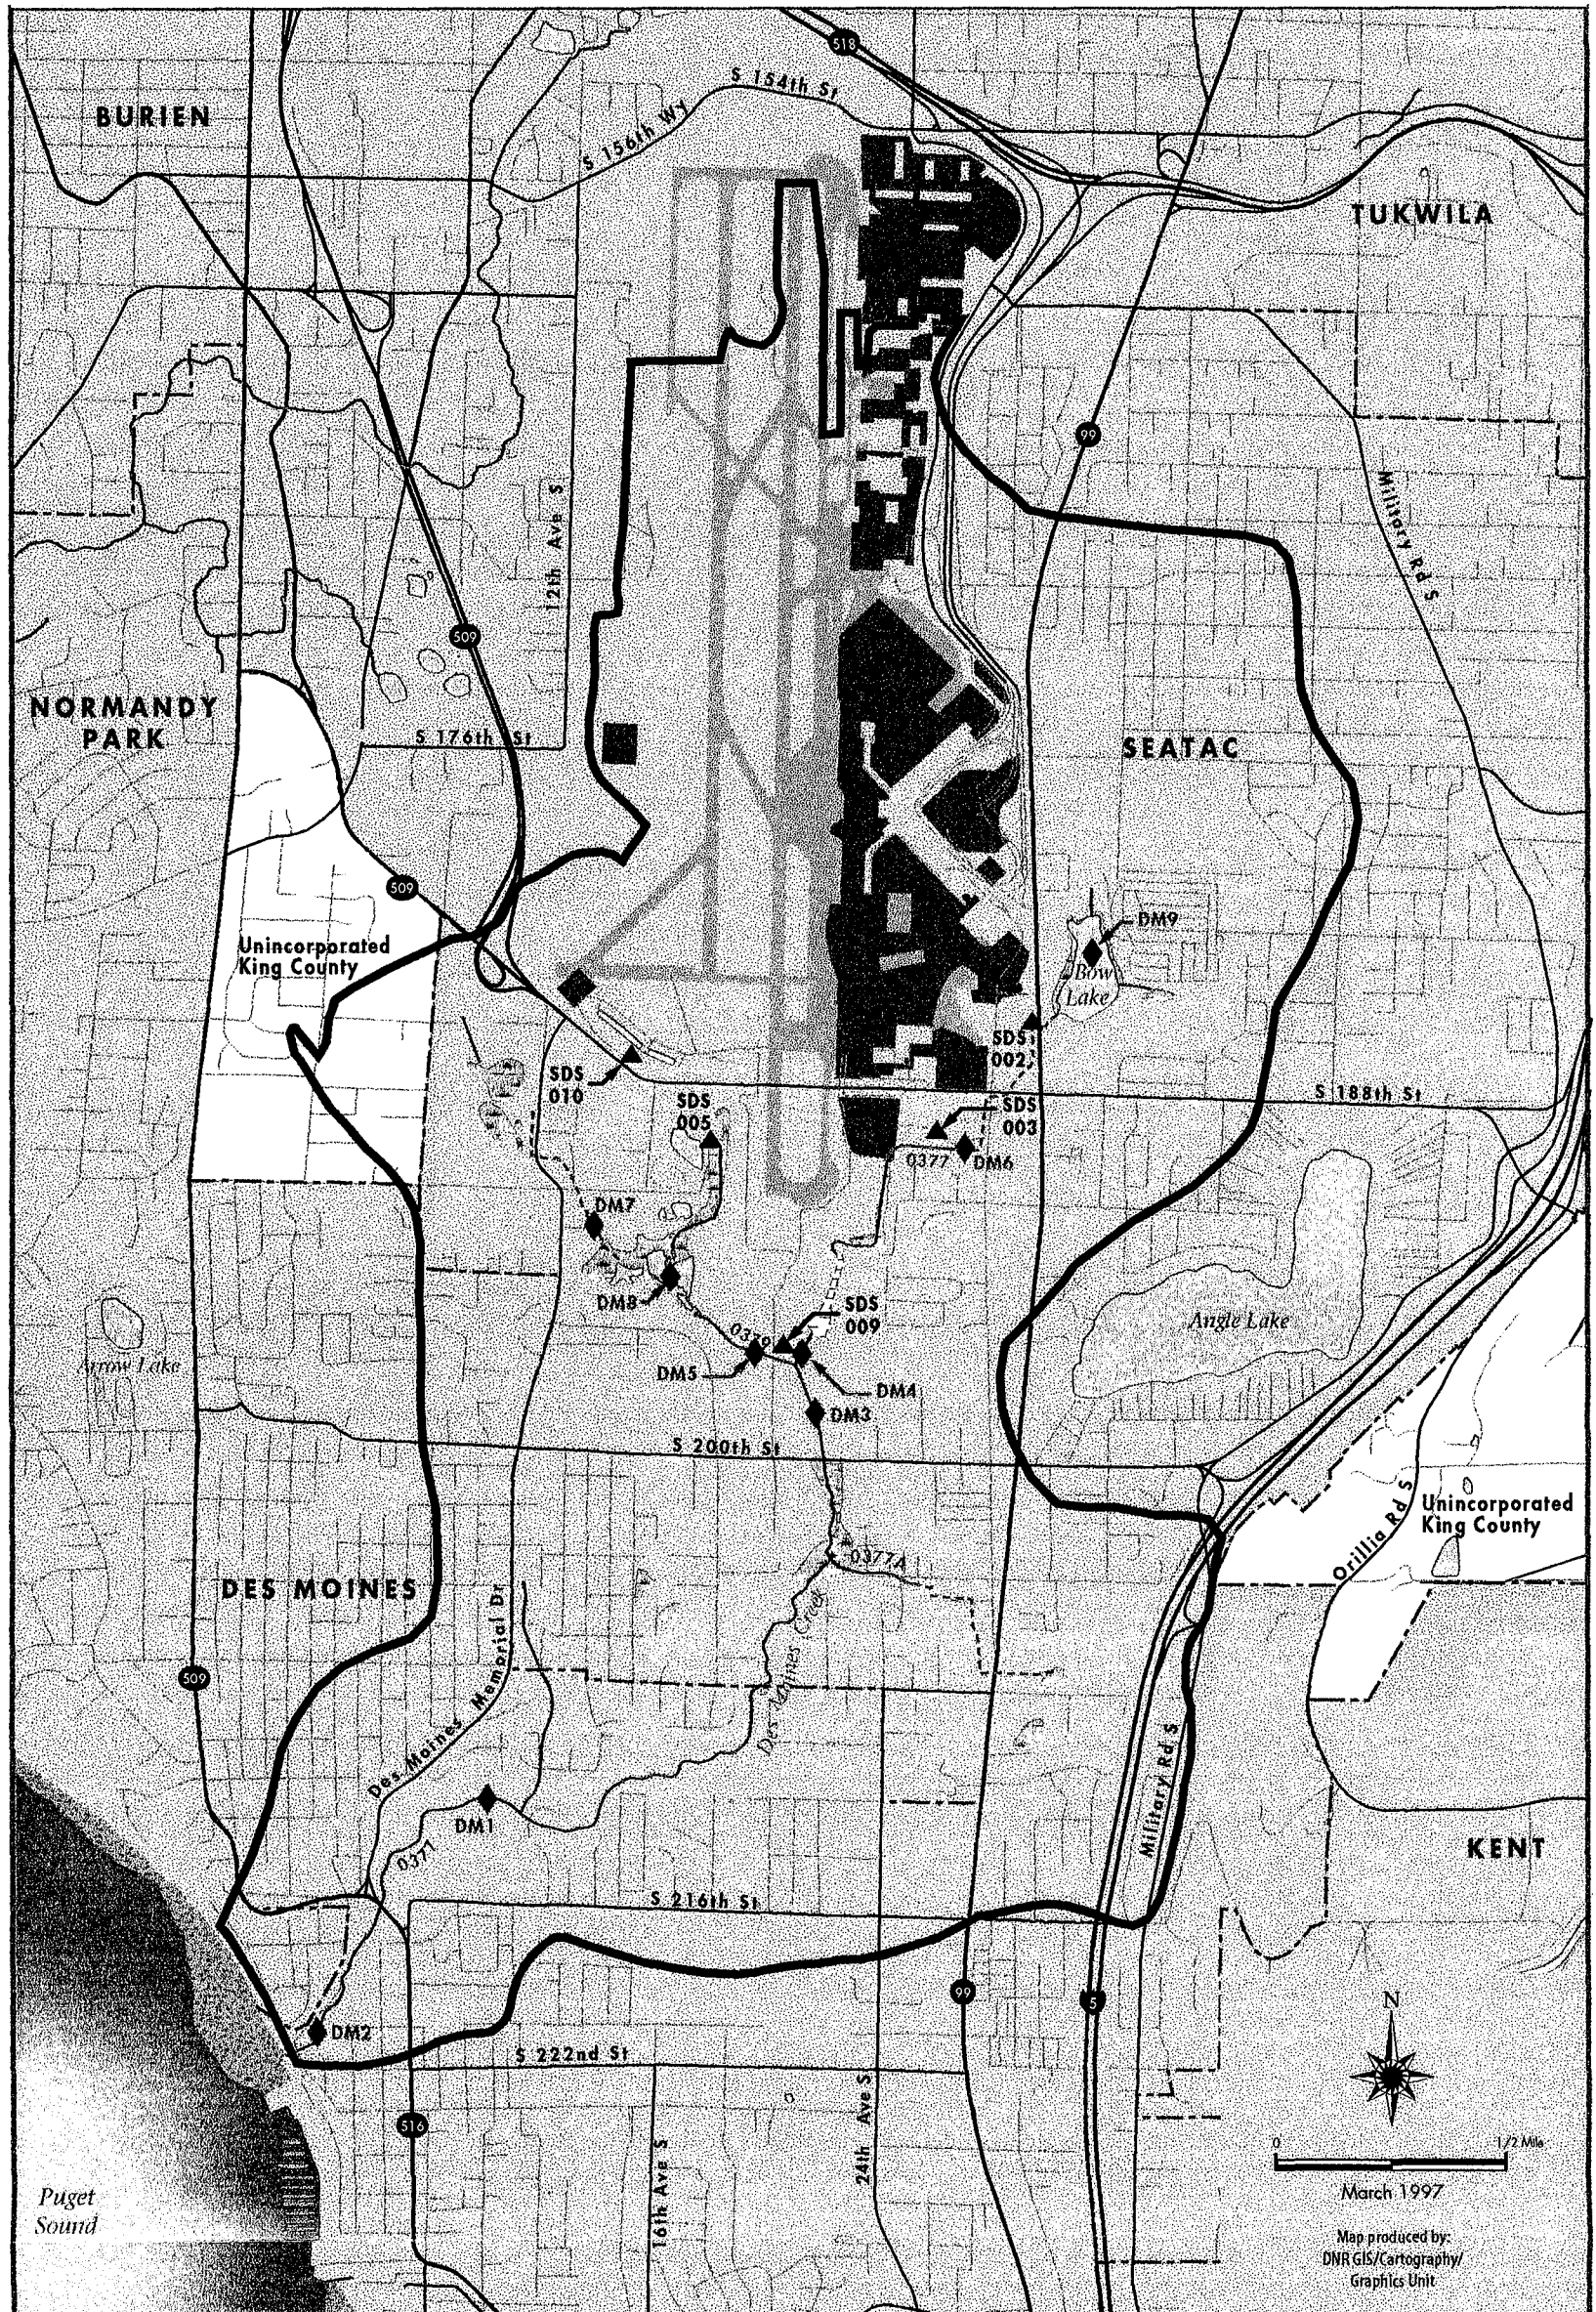 518
S 154th St
BURIEN
S 156th Wy
TUKWILA
99
Military Rd S
12th Ave S
509
NORMANDY
PARK
S 176th St
SEATAC
509
DM9
Unincorporated
King County
Bow
Lake
SDS
002
SDS
010
SDS
005
S 188th St
SDS
003
0377
DM6
DM7
DM8
SDS
009
Angle Lake
0379
Arrow Lake
DM5
DM4
DM3
S 200th St
Orillia Rd S
Unincorporated
King County
0377A
DES MOINES
Des Moines Creek
Des Moines Memorial Dr
509
Military Rd S
DM1
0377
KENT
S 216th St
99
5
N
DM2
S 222nd St
516
24th Ave S
16th Ave S
0 1/2 Mile
March 1997
Puget
Sound
Map produced by:
DNR GIS/Cartography/
Graphics Unit